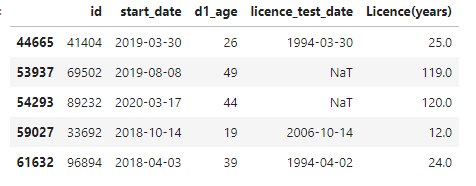 id start_date d1_age licence_test_date Licence(years)
44665 41404 2019-03-30 26 1994-03-30 25.0
53937 69502 2019-08-08 49 NaT 119.0
54293 89232 2020-03-17 44 NaT 120.0
59027 33692 2018-10-14 19 2006-10-14 12.0
61632 96894 2018-04-03 39 1994-04-02 24.0